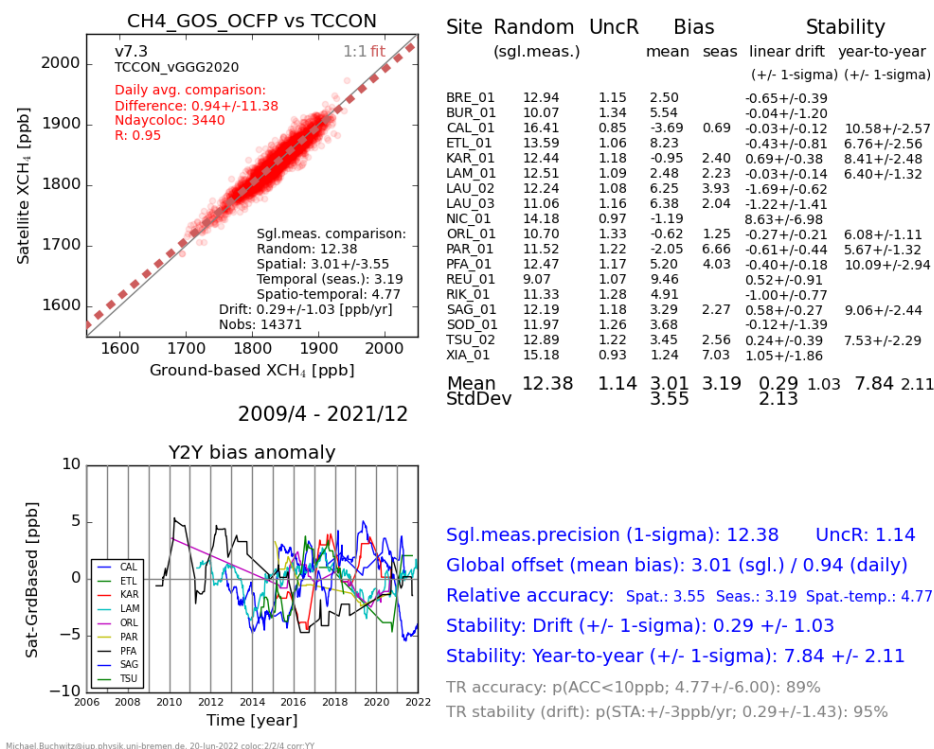 CH4_GOS_OCFP vs TCCON
v7.3
TCCON_vGGG2020
1:1 fit
Daily avg. comparison:
Difference: 0.94+/-11.38
Ndaycoloc: 3440
R: 0.95
Sgl.meas. comparison:
Random: 12.38
Spatial: 3.01+/-3.55
Temporal (seas.): 3.19
Spatio-temporal: 4.77
Drift: 0.29+/-1.03 [ppb/yr]
Nobs: 14371
Satellite XCH₄ [ppb]
2000
1900
1800
1700
1600
1600 1700 1800 1900 2000
Ground-based XCH₄ [ppb]
2009/4 - 2021/12
Site Random UncR Bias Stability
(sgl.meas.) mean seas linear drift year-to-year
(+/- 1-sigma) (+/- 1-sigma)
BRE_01 12.94 1.15 2.50 -0.65+/-0.39
BUR_01 10.07 1.34 5.54 -0.04+/-1.20
CAL_01 16.41 0.85 -3.69 0.69 -0.03+/-0.12 10.58+/-2.57
ETL_01 13.59 1.06 8.23 -0.43+/-0.81 6.76+/-2.56
KAR_01 12.44 1.18 -0.95 2.40 0.69+/-0.38 8.41+/-2.48
LAM_01 12.51 1.09 2.48 2.23 -0.03+/-0.14 6.40+/-1.32
LAU_02 12.24 1.08 6.25 3.93 -1.69+/-0.62
LAU_03 11.06 1.16 6.38 2.04 -1.22+/-1.41
NIC_01 14.18 0.97 -1.19 8.63+/-6.98
ORL_01 10.70 1.33 -0.62 1.25 -0.27+/-0.21 6.08+/-1.11
PAR_01 11.52 1.22 -2.05 6.66 -0.61+/-0.44 5.67+/-1.32
PFA_01 12.47 1.17 5.20 4.03 -0.40+/-0.18 10.09+/-2.94
REU_01 9.07 1.07 9.46 0.52+/-0.91
RIK_01 11.33 1.28 4.91 -1.00+/-0.77
SAG_01 12.19 1.18 3.29 2.27 0.58+/-0.27 9.06+/-2.44
SOD_01 11.97 1.26 3.68 -0.12+/-1.39
TSU_02 12.89 1.22 3.45 2.56 0.24+/-0.39 7.53+/-2.29
XIA_01 15.18 0.93 1.24 7.03 1.05+/-1.86
Mean 12.38 1.14 3.01 3.19 0.29 1.03 7.84 2.11
StdDev 3.55 2.13
Y2Y bias anomaly
Sat-GrdBased [ppb]
10
5
0
−5
−10
CAL
ETL
KAR
LAM
ORL
PAR
PFA
SAG
TSU
2006 2008 2010 2012 2014 2016 2018 2020 2022
Time [year]
Sgl.meas.precision (1-sigma): 12.38 UncR: 1.14
Global offset (mean bias): 3.01 (sgl.) / 0.94 (daily)
Relative accuracy: Spat.: 3.55 Seas.: 3.19 Spat.-temp.: 4.77
Stability: Drift (+/- 1-sigma): 0.29 +/- 1.03
Stability: Year-to-year (+/- 1-sigma): 7.84 +/- 2.11
TR accuracy: p(ACC<10ppb; 4.77+/-6.00): 89%
TR stability (drift): p(STA:+/-3ppb/yr; 0.29+/-1.43): 95%
Michael.Buchwitz@iup.physik.uni-bremen.de, 20-Jun-2022 coloc:2/2/4 corr:YY